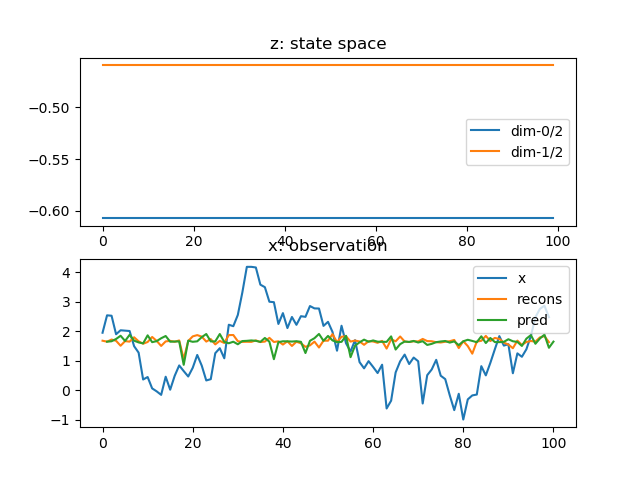 z: state space
−0.50
−0.55
−0.60
dim-0/2
dim-1/2
0 20 40 60 80 100
x: observation
4
3
2
1
0
−1
x
recons
pred
0 20 40 60 80 100